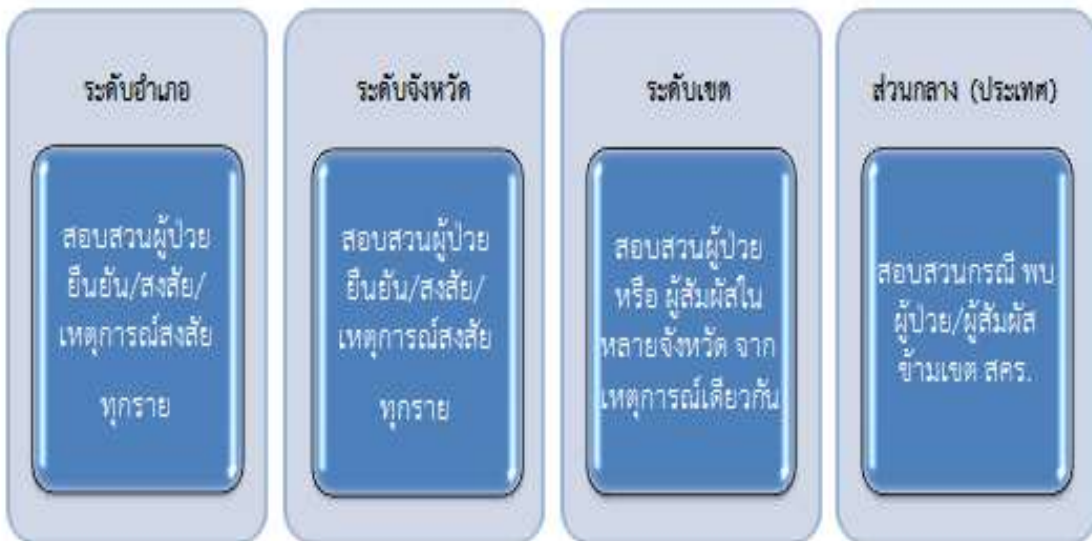 ระดับอำเภอ
สอบสวนผู้ป่วย
ยืนยัน/สงสัย/
เหตุการณ์สงสัย
ทุกราย
ระดับจังหวัด
สอบสวนผู้ป่วย
ยืนยัน/สงสัย/
เหตุการณ์สงสัย
ทุกราย
ระดับเขต
สอบสวนผู้ป่วย
หรือ ผู้สัมผัสใน
หลายจังหวัด จาก
เหตุการณ์เดียวกัน
ส่วนกลาง (ประเทศ)
สอบสวนกรณี พบ
ผู้ป่วย/ผู้สัมผัส
ข้ามเขต สคร.